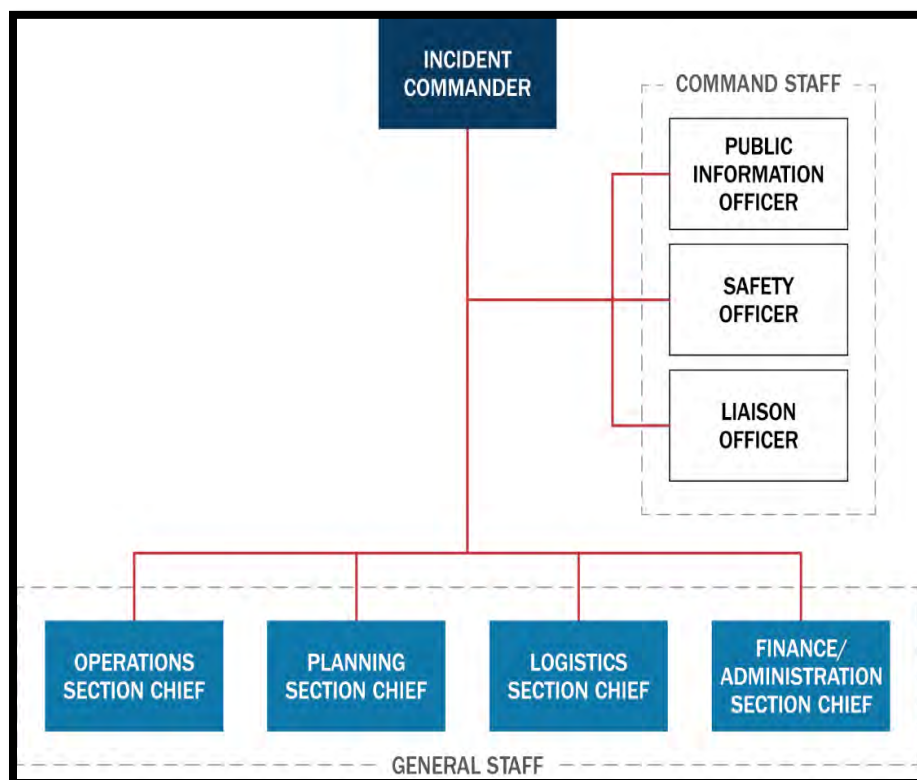 INCIDENT
COMMANDER
COMMAND STAFF
PUBLIC
INFORMATION
OFFICER
SAFETY
OFFICER
LIAISON
OFFICER
OPERATIONS
SECTION CHIEF
PLANNING
SECTION CHIEF
LOGISTICS
SECTION CHIEF
FINANCE/
ADMINISTRATION
SECTION CHIEF
GENERAL STAFF